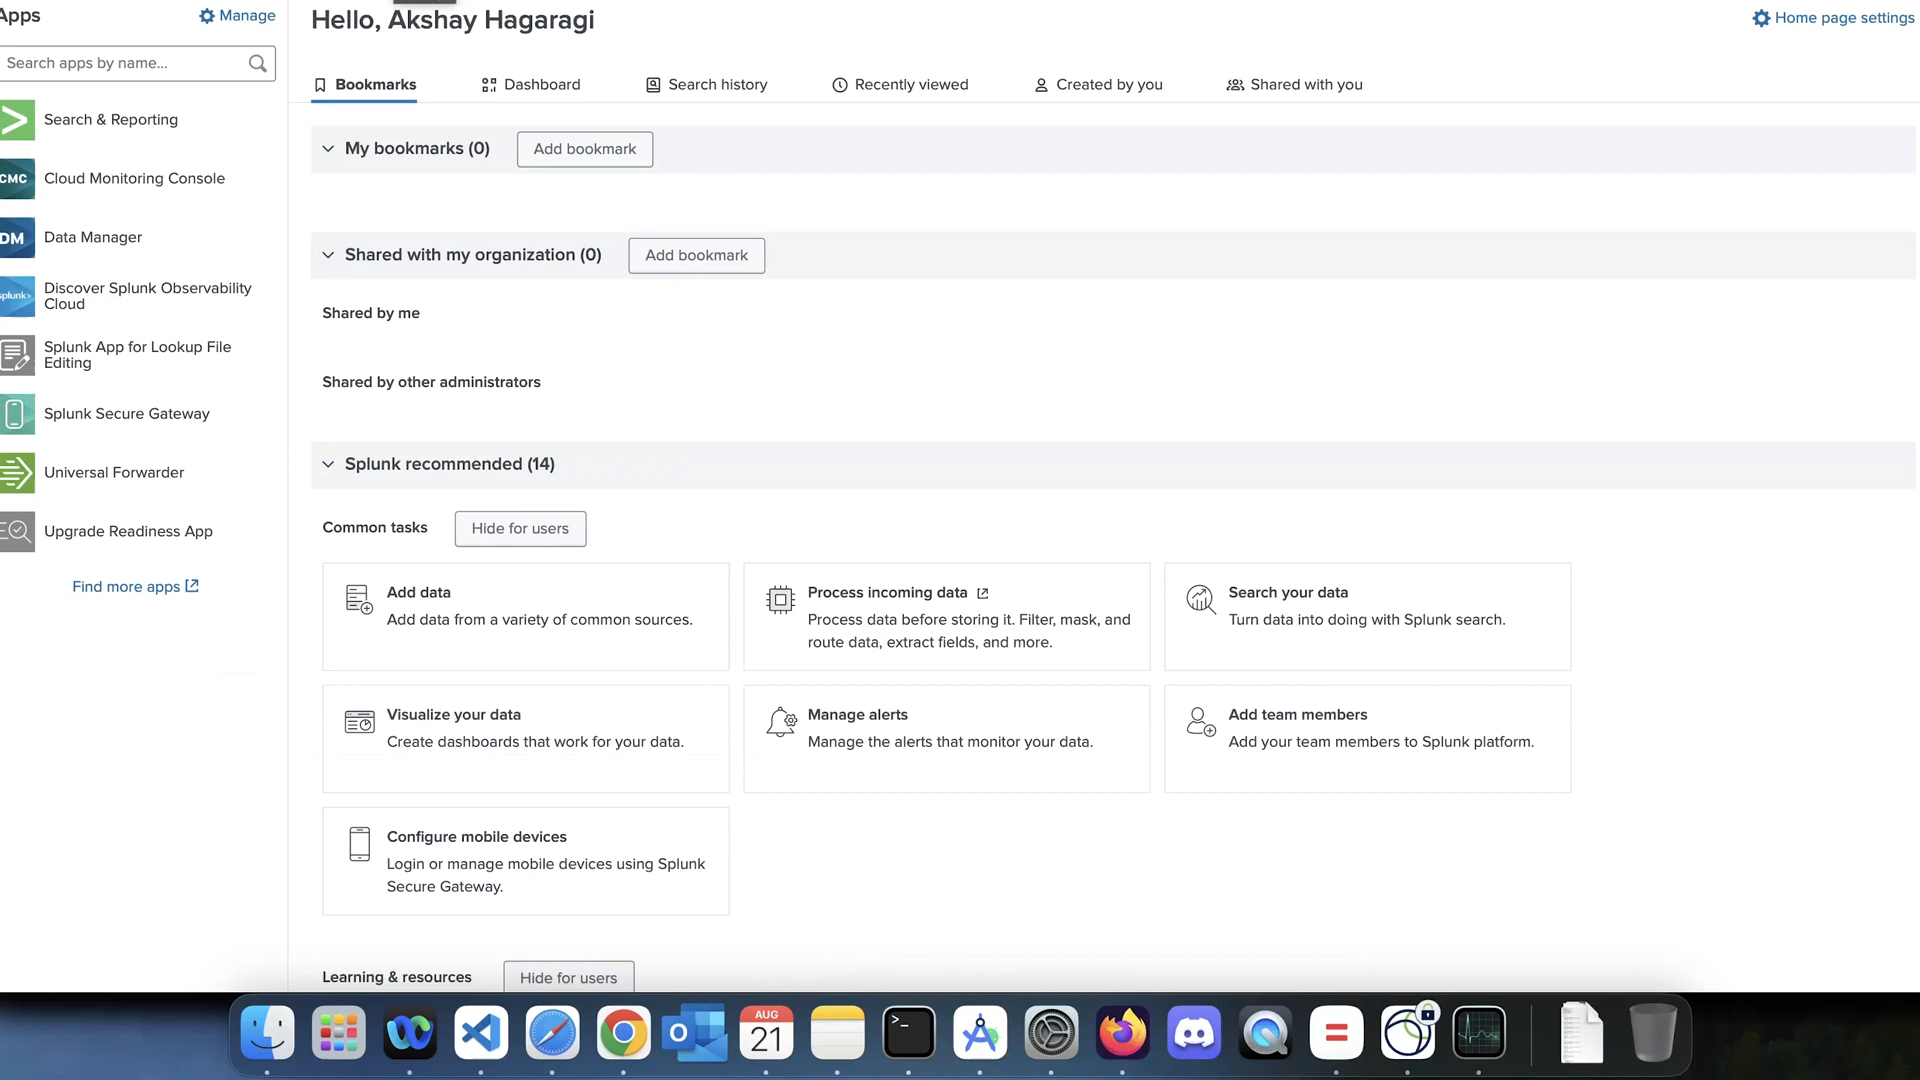 Apps
Manage
Search apps by name...
Search & Reporting
CMC
Cloud Monitoring Console
DM
Data Manager
splunk>
Discover Splunk Observability
Cloud
Splunk App for Lookup File
Editing
Splunk Secure Gateway
Universal Forwarder
Upgrade Readiness App
Find more apps
Hello, Akshay Hagaragi
Home page settings
Bookmarks
Dashboard
Search history
Recently viewed
Created by you
Shared with you
My bookmarks (0)
Add bookmark
Shared with my organization (0)
Add bookmark
Shared by me
Shared by other administrators
Splunk recommended (14)
Common tasks
Hide for users
Add data
Add data from a variety of common sources.
Process incoming data
Process data before storing it. Filter, mask, and
route data, extract fields, and more.
Search your data
Turn data into doing with Splunk search.
Visualize your data
Create dashboards that work for your data.
Manage alerts
Manage the alerts that monitor your data.
Add team members
Add your team members to Splunk platform.
Configure mobile devices
Login or manage mobile devices using Splunk
Secure Gateway.
Learning & resources
Hide for users
AUG
21